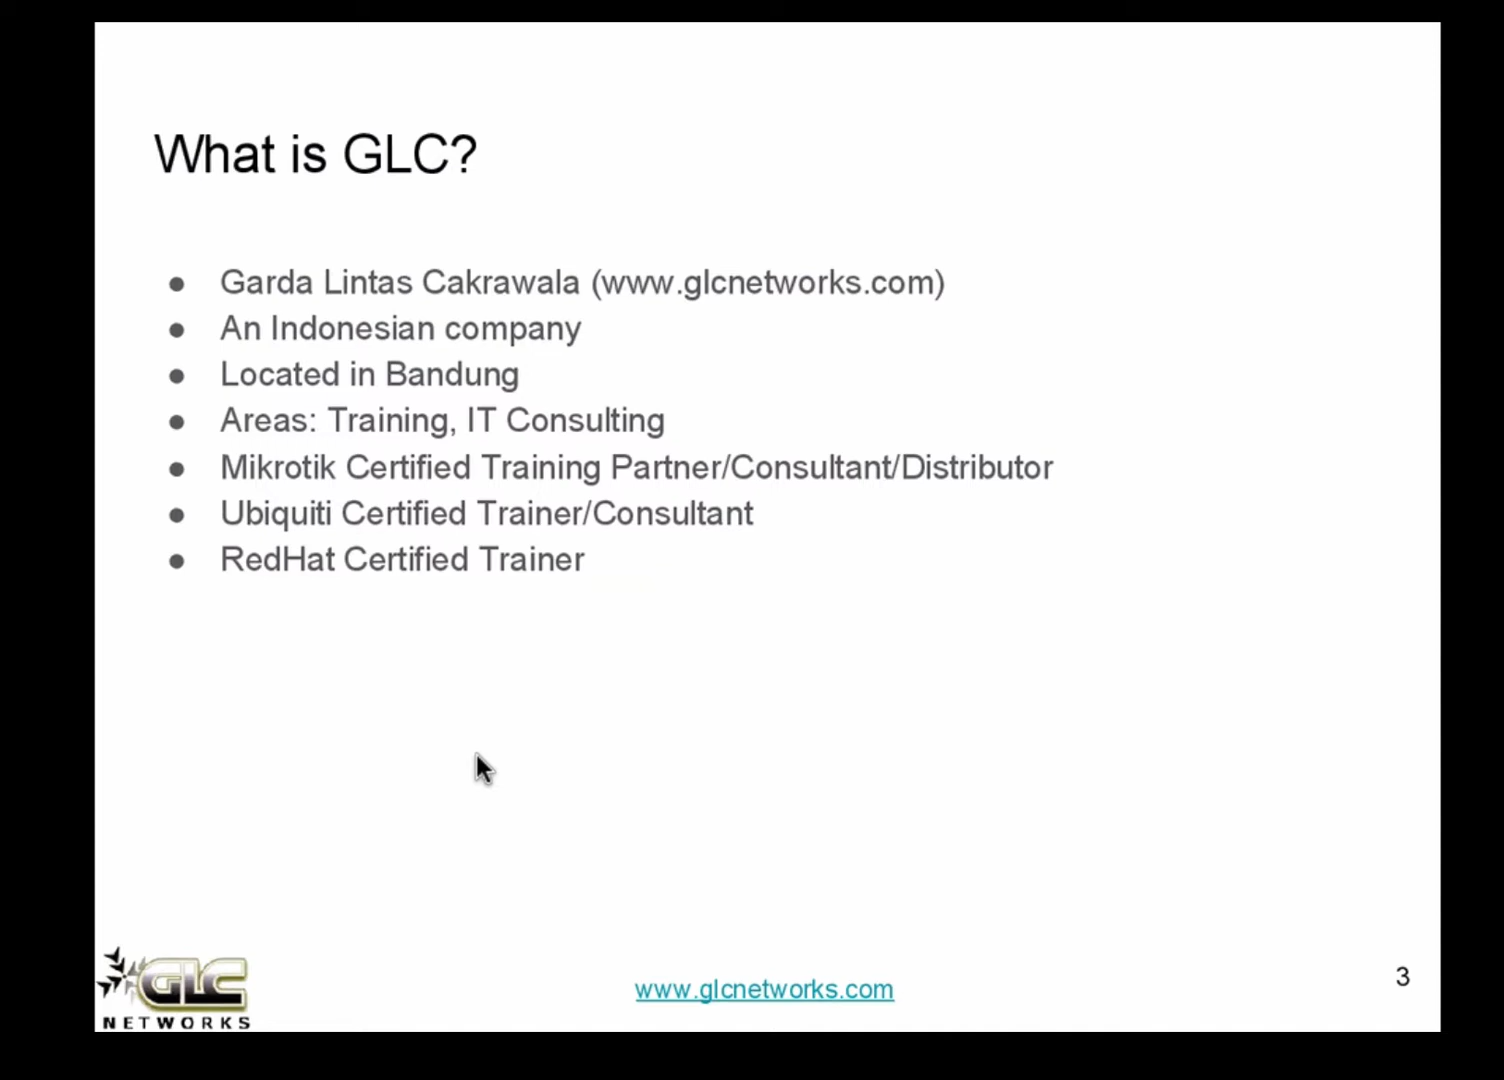 What is GLC?
● Garda Lintas Cakrawala (www.glcnetworks.com)
● An Indonesian company
● Located in Bandung
● Areas: Training, IT Consulting
● Mikrotik Certified Training Partner/Consultant/Distributor
● Ubiquiti Certified Trainer/Consultant
● RedHat Certified Trainer
GLC
NETWORKS
www.glcnetworks.com
3